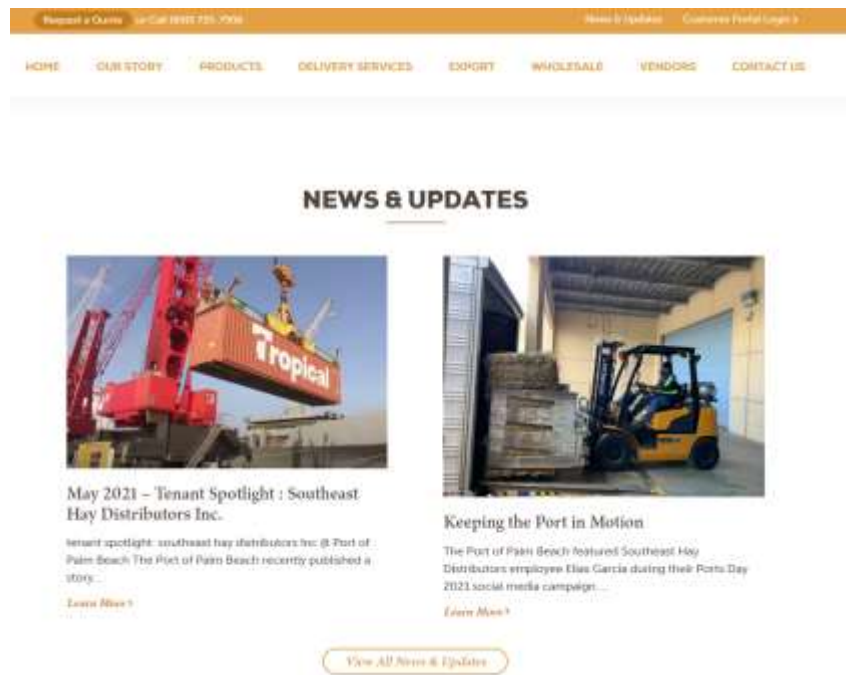 Request a Quote or Call
News & Updates Customer Portal Login >
HOME OUR STORY PRODUCTS DELIVERY SERVICES EXPORT WHOLESALE VENDORS CONTACT US
NEWS & UPDATES
Tropical
May 2021 – Tenant Spotlight : Southeast
Hay Distributors Inc.
tenant spotlight: southeast hay distributors Inc @ Port of
Palm Beach The Port of Palm Beach recently published a
story...
Learn More >
Keeping the Port in Motion
The Port of Palm Beach featured Southeast Hay
Distributors employee Elias Garcia during their Ports Day
2021 social media campaign....
Learn More >
View All News & Updates